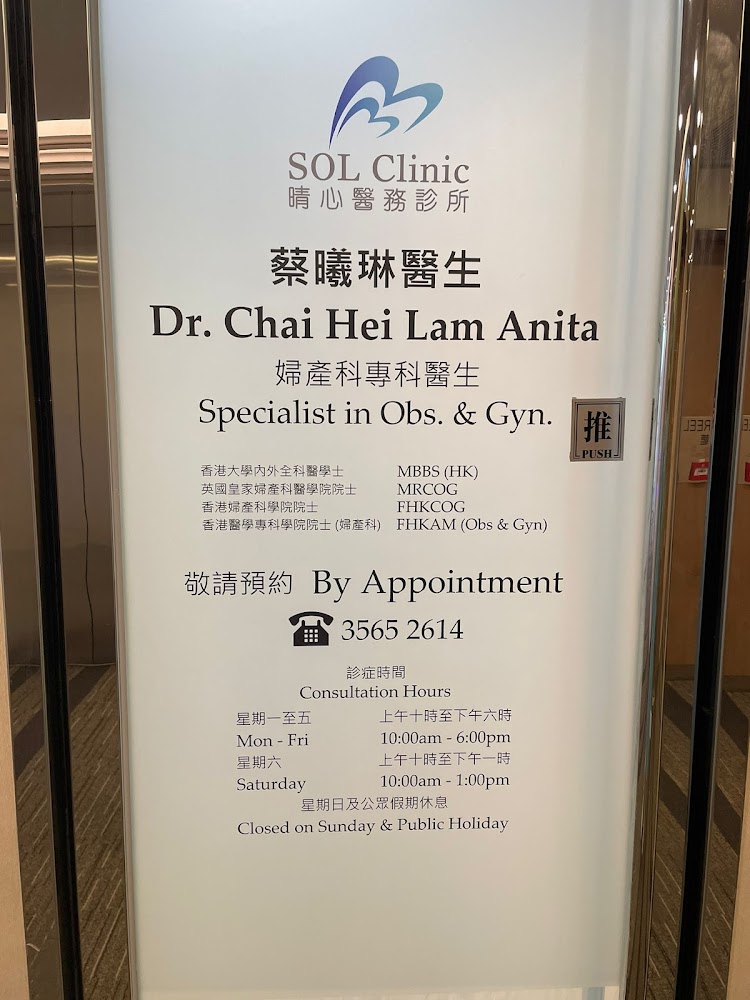 SOL Clinic
晴心醫務診所
蔡曦琳醫生
Dr. Chai Hei Lam Anita
婦產科專科醫生
Specialist in Obs. & Gyn.
推
PUSH
香港大學內外全科醫學士 MBBS (HK)
英國皇家婦產科醫學院院士 MRCOG
香港婦產科學院院士 FHKCOG
香港醫學專科學院院士 (婦產科) FHKAM (Obs & Gyn)
敬請預約 By Appointment
3565 2614
診症時間
Consultation Hours
星期一至五 上午十時至下午六時
Mon - Fri 10:00am - 6:00pm
星期六 上午十時至下午一時
Saturday 10:00am - 1:00pm
星期日及公眾假期休息
Closed on Sunday & Public Holiday